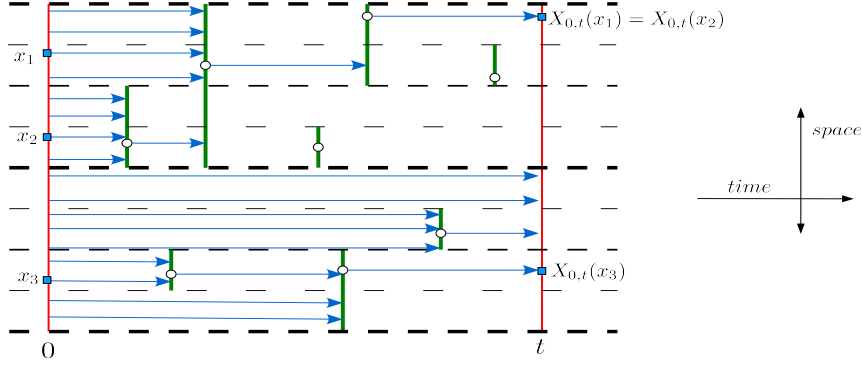 X_{0,t}(x_1) = X_{0,t}(x_2)
x_1
x_2
space
time
x_3
X_{0,t}(x_3)
0
t